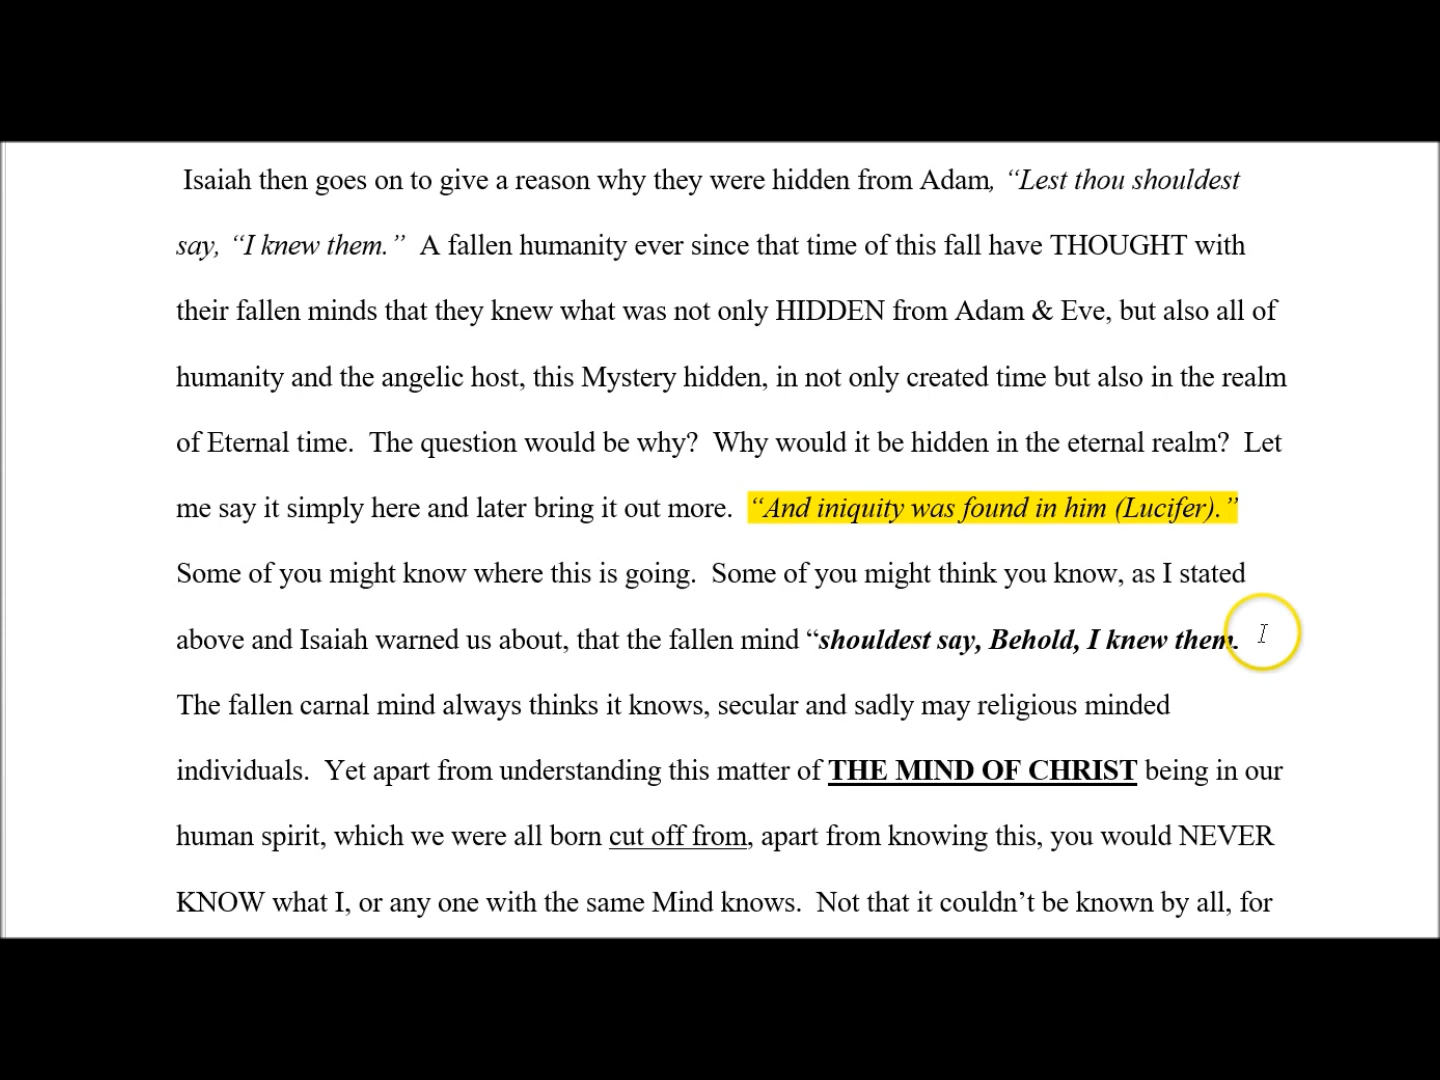 Isaiah then goes on to give a reason why they were hidden from Adam, “Lest thou shouldest
say, “I knew them.”  A fallen humanity ever since that time of this fall have THOUGHT with
their fallen minds that they knew what was not only HIDDEN from Adam & Eve, but also all of
humanity and the angelic host, this Mystery hidden, in not only created time but also in the realm
of Eternal time.  The question would be why?  Why would it be hidden in the eternal realm?  Let
me say it simply here and later bring it out more.  “And iniquity was found in him (Lucifer).”
Some of you might know where this is going.  Some of you might think you know, as I stated
above and Isaiah warned us about, that the fallen mind “shouldest say, Behold, I knew them.
The fallen carnal mind always thinks it knows, secular and sadly may religious minded
individuals.  Yet apart from understanding this matter of THE MIND OF CHRIST being in our
human spirit, which we were all born cut off from, apart from knowing this, you would NEVER
KNOW what I, or any one with the same Mind knows.  Not that it couldn’t be known by all, for